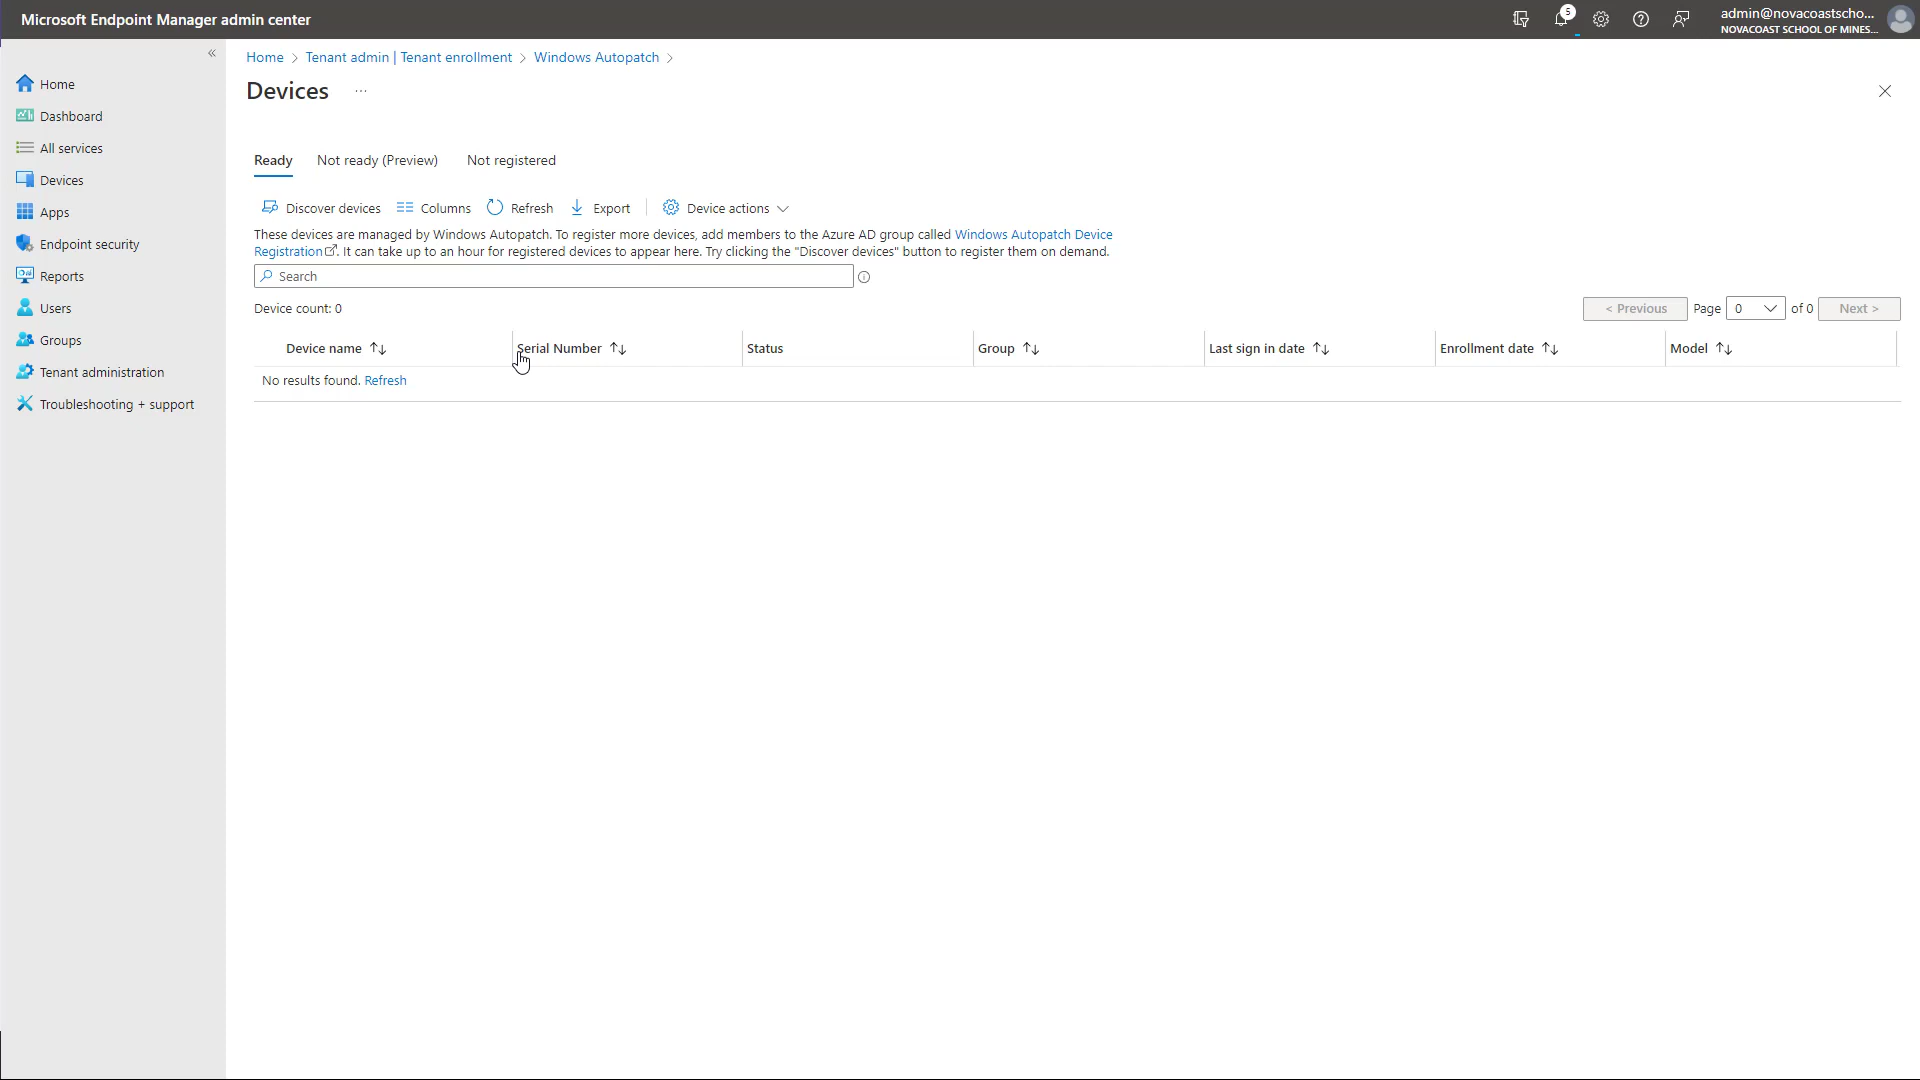 Microsoft Endpoint Manager admin center
5
admin@novacoastscho...
NOVACOAST SCHOOL OF MINES...
«
Home
Dashboard
All services
Devices
Apps
Endpoint security
Reports
Users
Groups
Tenant administration
Troubleshooting + support
Home > Tenant admin | Tenant enrollment > Windows Autopatch >
Devices ...
Ready Not ready (Preview) Not registered
Discover devices Columns Refresh Export Device actions
These devices are managed by Windows Autopatch. To register more devices, add members to the Azure AD group called Windows Autopatch Device
Registration. It can take up to an hour for registered devices to appear here. Try clicking the "Discover devices" button to register them on demand.
Search
Device count: 0
< Previous Page 0 of 0 Next >
Device name Serial Number Status Group Last sign in date Enrollment date Model
No results found. Refresh